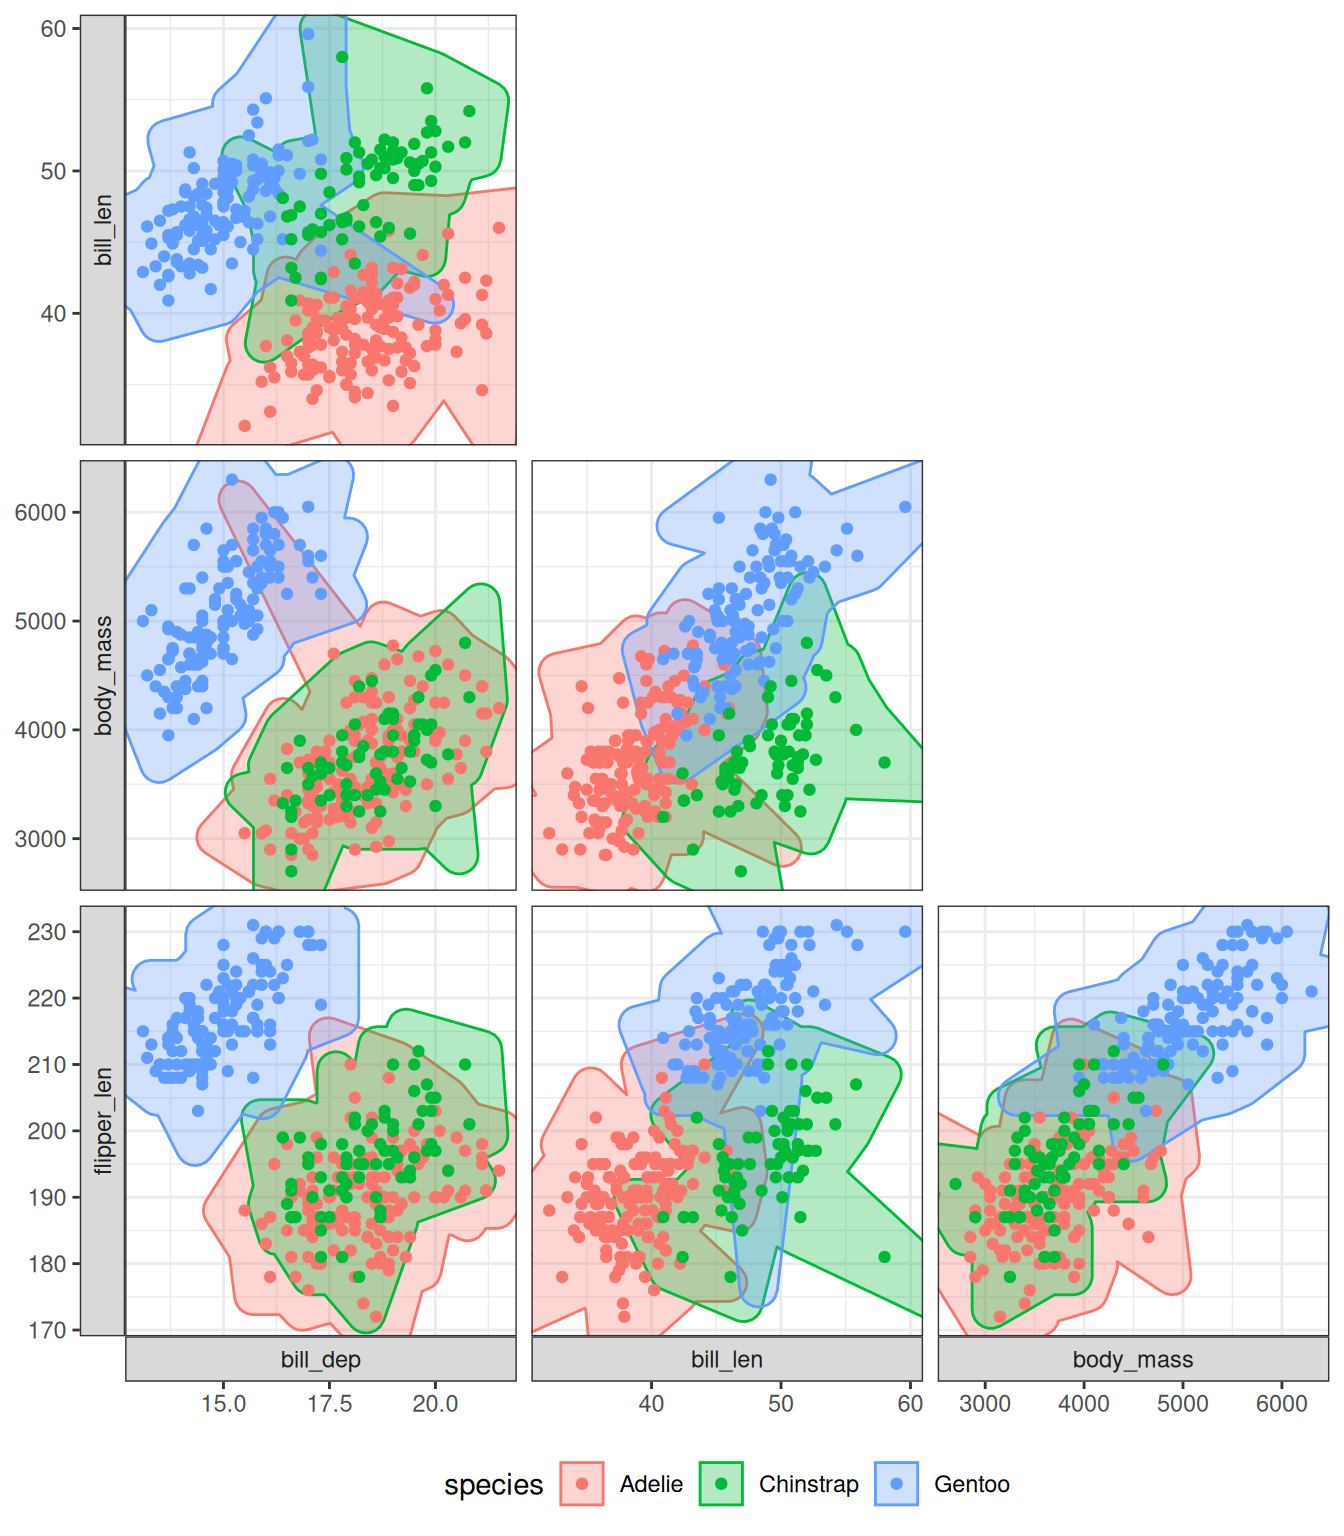 60
50
40
bill_len
6000
5000
4000
3000
body_mass
230
220
210
200
190
180
170
flipper_len
bill_dep
bill_len
body_mass
15.0 17.5 20.0
40 50 60
3000 4000 5000 6000
species Adelie Chinstrap Gentoo